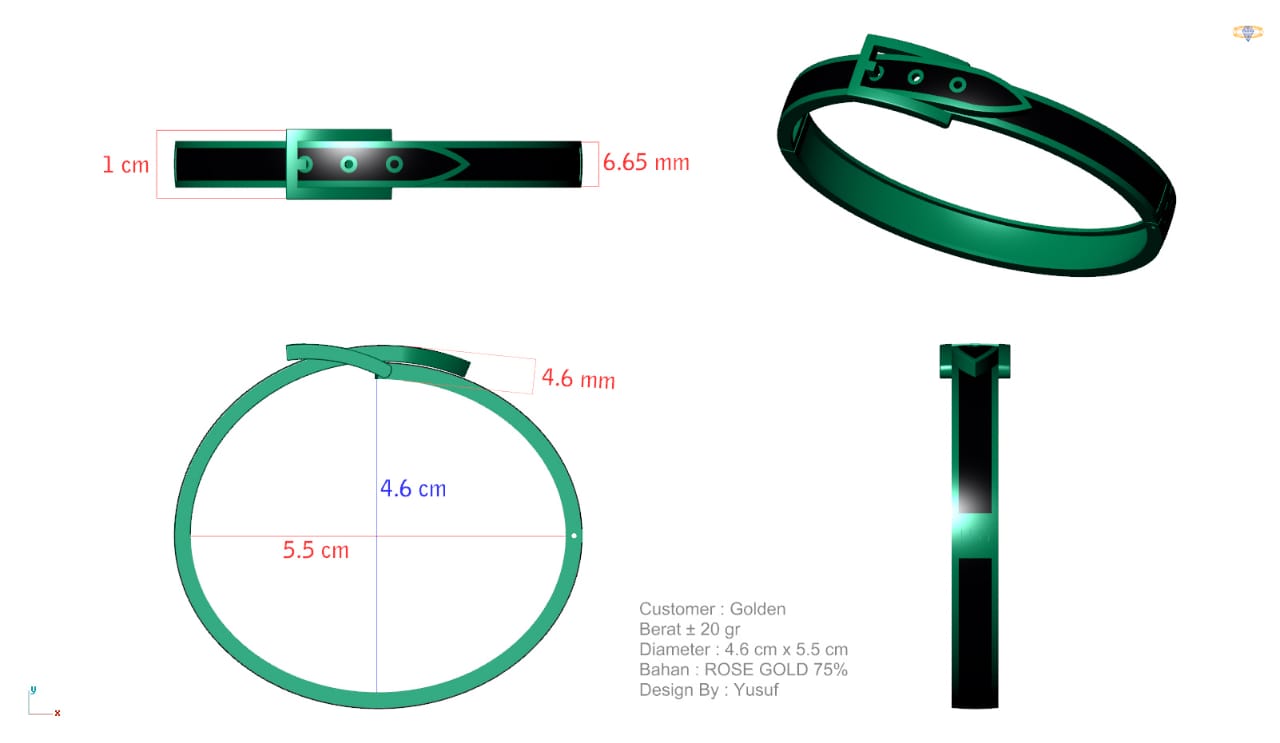 1 cm
6.65 mm
4.6 mm
4.6 cm
5.5 cm
Customer : Golden
Berat ± 20 gr
Diameter : 4.6 cm x 5.5 cm
Bahan : ROSE GOLD 75%
Design By : Yusuf
y
x